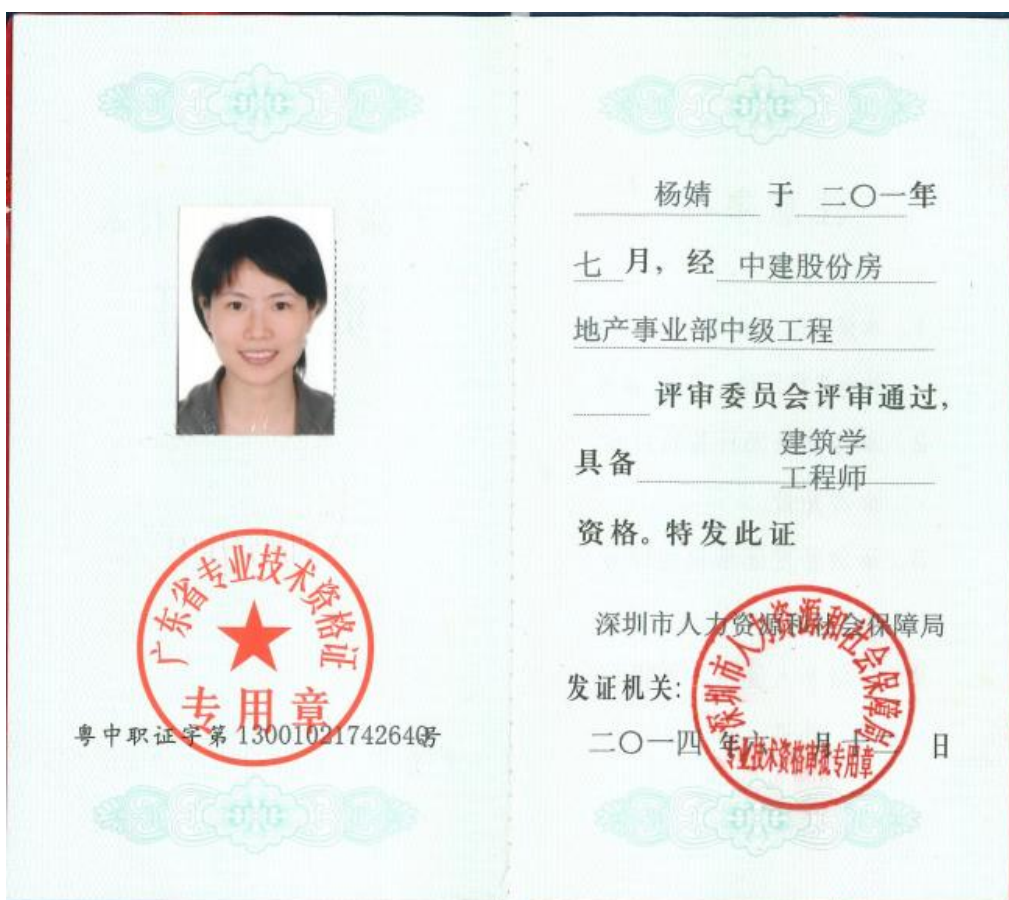 广东省专业技术资格证
专用章
粤中职证字第1300102174264号
杨婧 于 二〇一年
七 月，经 中建股份房
地产事业部中级工程
评审委员会评审通过，
具备 建筑学
工程师
资格。特发此证
深圳市人力资源和社会保障局
发证机关：
二〇一四 年六 月十 日
深圳市人力资源和社会保障局
专业技术资格审批专用章